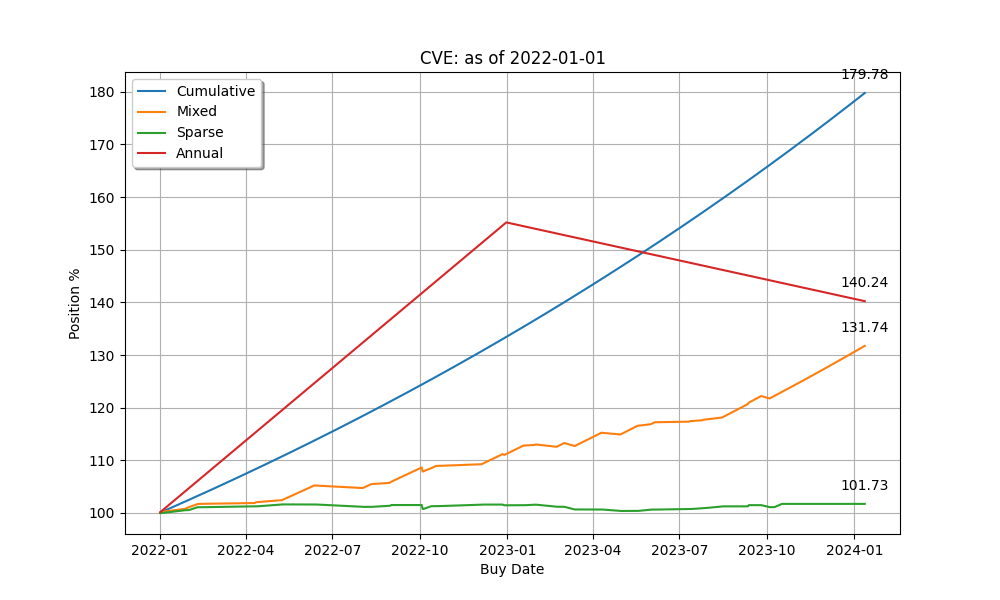 CVE: as of 2022-01-01
179.78
180
170
160
150
140
130
120
110
100
Position %
Cumulative
Mixed
Sparse
Annual
140.24
131.74
101.73
2022-01 2022-04 2022-07 2022-10 2023-01 2023-04 2023-07 2023-10 2024-01
Buy Date